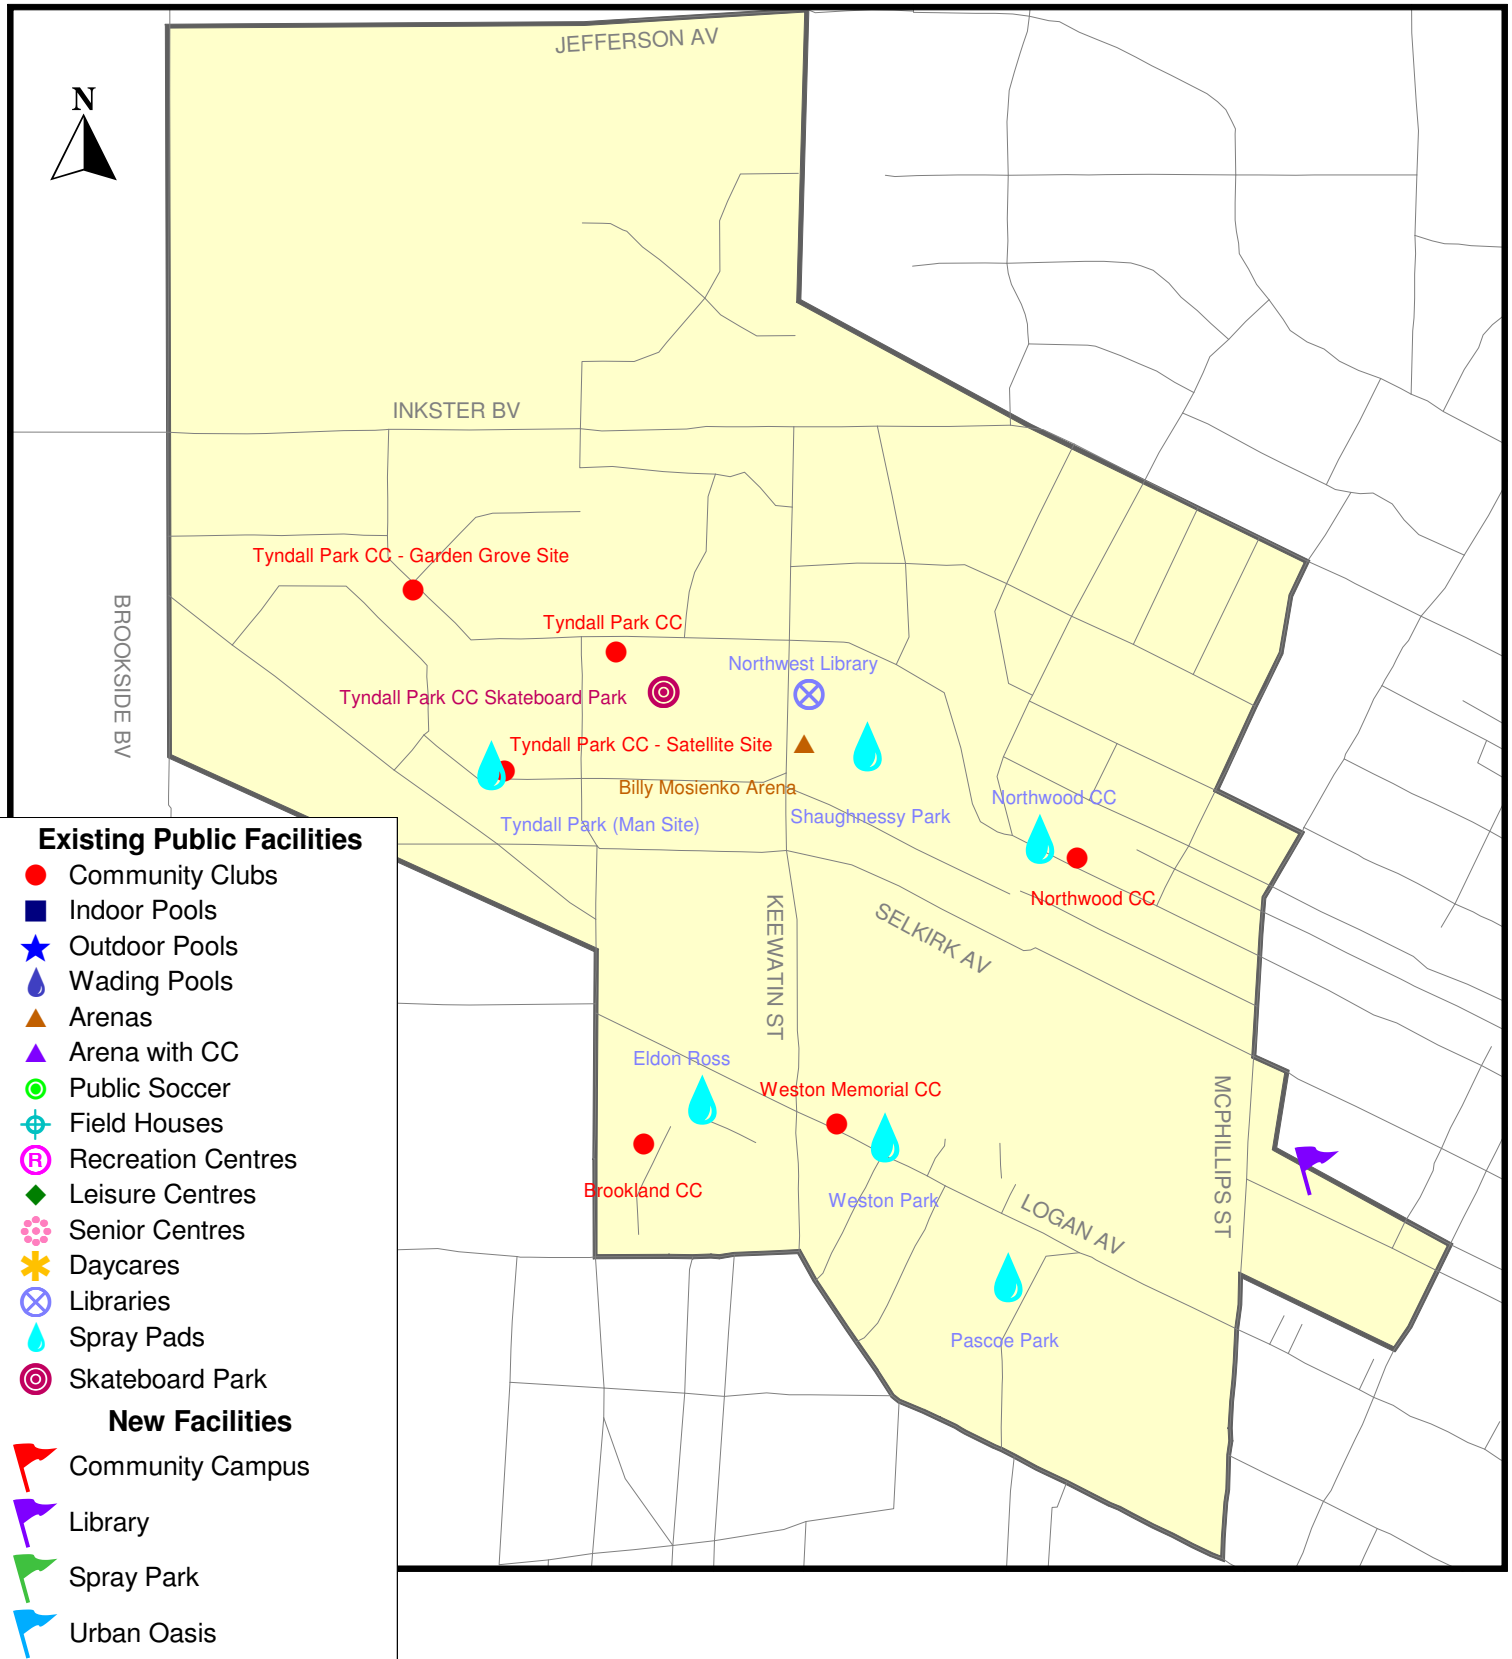 JEFFERSON AV
N
INKSTER BV
Tyndall Park CC - Garden Grove Site
BROOKSIDE BV
Tyndall Park CC
Northwest Library
Tyndall Park CC Skateboard Park
Tyndall Park CC - Satellite Site
Billy Mosienko Arena
Northwood CC
Shaughnessy Park
Tyndall Park (Man Site)
Northwood CC
KEEWATIN ST
SELKIRK AV
Eldon Ross
Weston Memorial CC
MCPHILLIPS ST
Brookland CC
Weston Park
LOGAN AV
Pascoe Park
Existing Public Facilities
Community Clubs
Indoor Pools
Outdoor Pools
Wading Pools
Arenas
Arena with CC
Public Soccer
Field Houses
R
Recreation Centres
Leisure Centres
Senior Centres
Daycares
Libraries
Spray Pads
Skateboard Park
New Facilities
Community Campus
Library
Spray Park
Urban Oasis